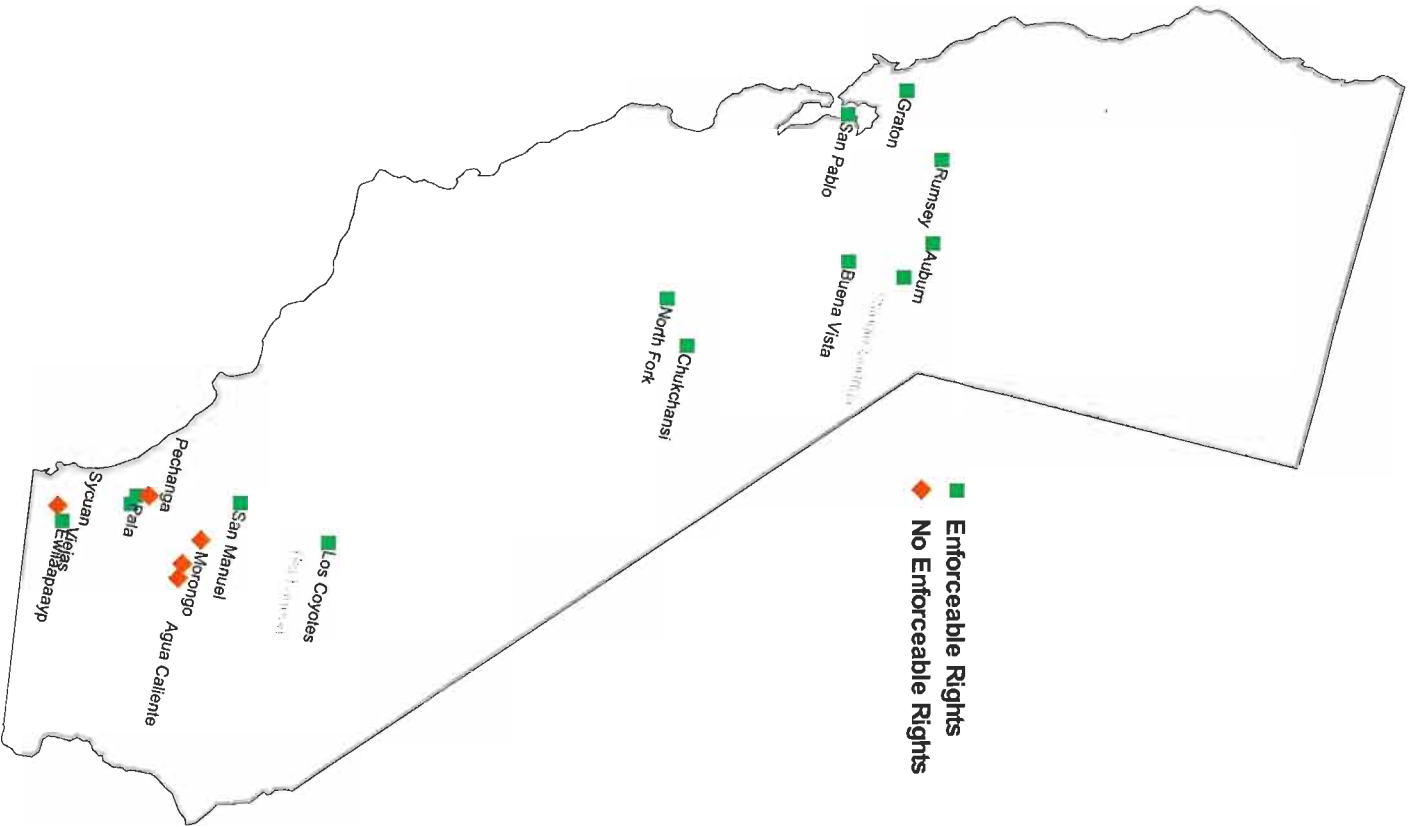 Enforceable Rights
No Enforceable Rights
Graton
San Pablo
Rumsey
Auburn
Buena Vista
North Fork
Chukchansi
Los Coyotes
San Manuel
Morongo
Agua Caliente
Pechanga
Pala
Sycuan
Viejas
Ewiiaapaayp